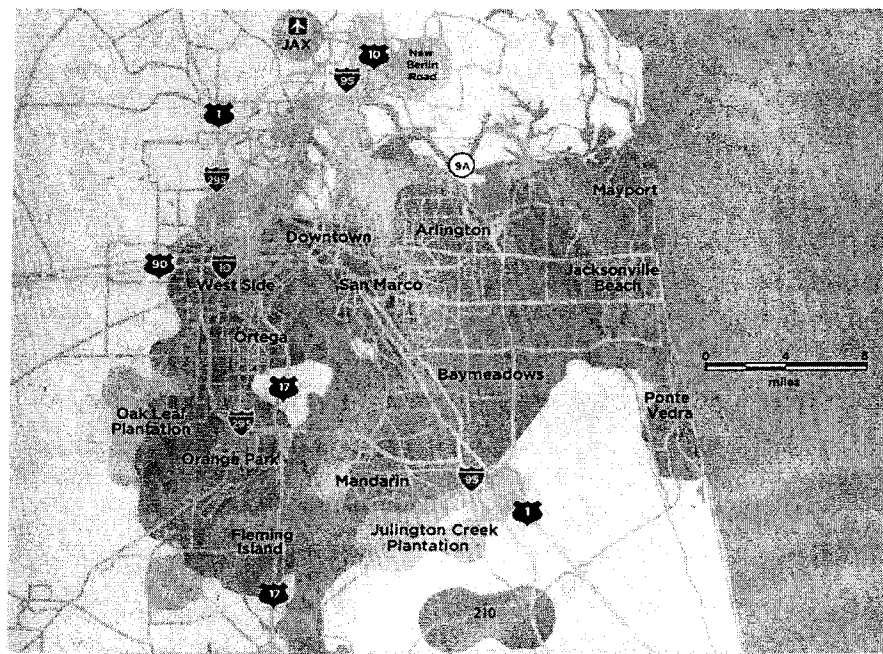 JAX
10
New
Berlin
Road
95
1
9A
295
Mayport
Downtown
Arlington
90
10
West Side
Jacksonville
Beach
San Marco
Ortega
0 4 8
miles
17
Baymeadows
Oak Leaf
Plantation
Ponte
Vedra
295
Orange Park
Mandarin
95
1
Julington Creek
Plantation
Fleming
Island
17
210